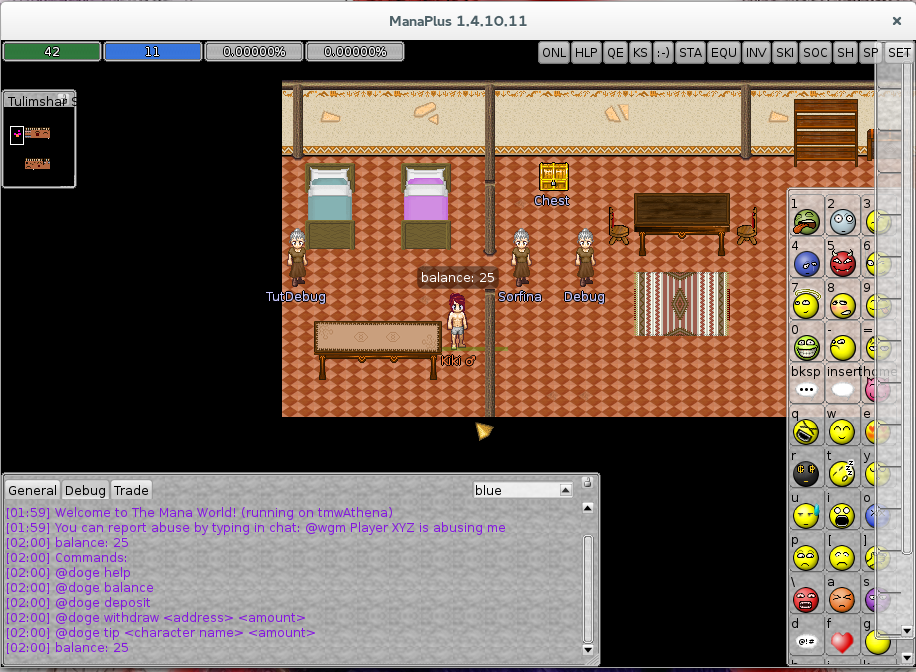 ManaPlus 1.4.10.11
42 11 0.00000% 0.00000% ONL HLP QE KS :-) STA EQU INV SKI SOC SH SP SET
Tulimshar S
Chest
balance: 25
TutDebug Sorfina Debug
Kiki ♂
1 2 3
4 5 6
7 8 9
0 - =
bksp insert home
q w e
r t y
u i o
p [ ]
\ a s
d f g
General Debug Trade blue
[01:59] Welcome to The Mana World! (running on tmwAthena)
[01:59] You can report abuse by typing in chat: @wgm Player XYZ is abusing me
[02:00] balance: 25
[02:00] Commands:
[02:00] @doge help
[02:00] @doge balance
[02:00] @doge deposit
[02:00] @doge withdraw <address> <amount>
[02:00] @doge tip <character name> <amount>
[02:00] balance: 25